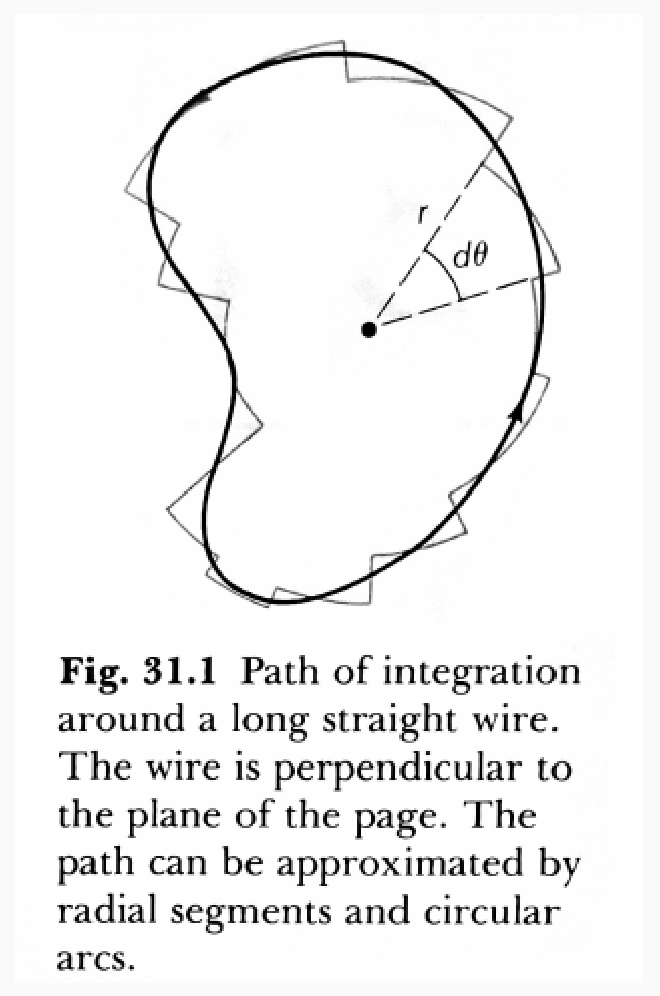 r
dθ
Fig. 31.1 Path of integration
around a long straight wire.
The wire is perpendicular to
the plane of the page. The
path can be approximated by
radial segments and circular
arcs.